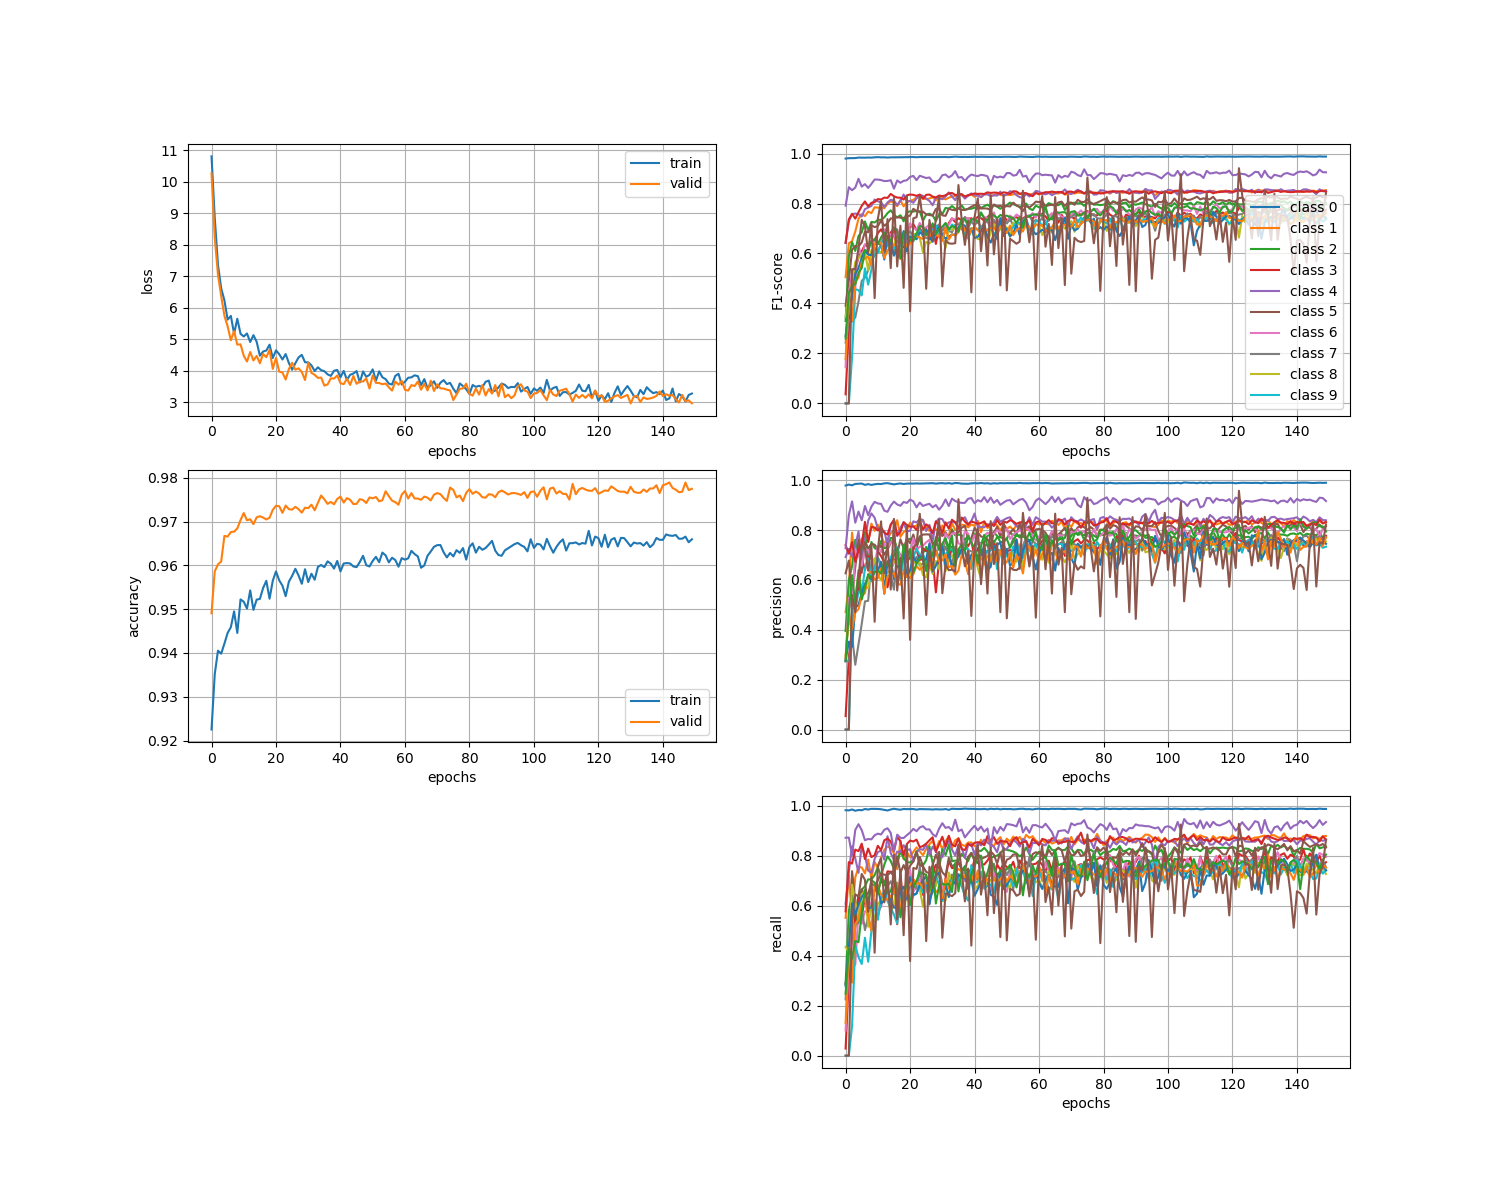 11
10
9
8
7
6
5
4
3
loss
train
valid
0 20 40 60 80 100 120 140
epochs
1.0
0.8
0.6
0.4
0.2
0.0
F1-score
class 0
class 1
class 2
class 3
class 4
class 5
class 6
class 7
class 8
class 9
0 20 40 60 80 100 120 140
epochs
0.98
0.97
0.96
0.95
0.94
0.93
0.92
accuracy
train
valid
0 20 40 60 80 100 120 140
epochs
1.0
0.8
0.6
0.4
0.2
0.0
precision
0 20 40 60 80 100 120 140
epochs
1.0
0.8
0.6
0.4
0.2
0.0
recall
0 20 40 60 80 100 120 140
epochs